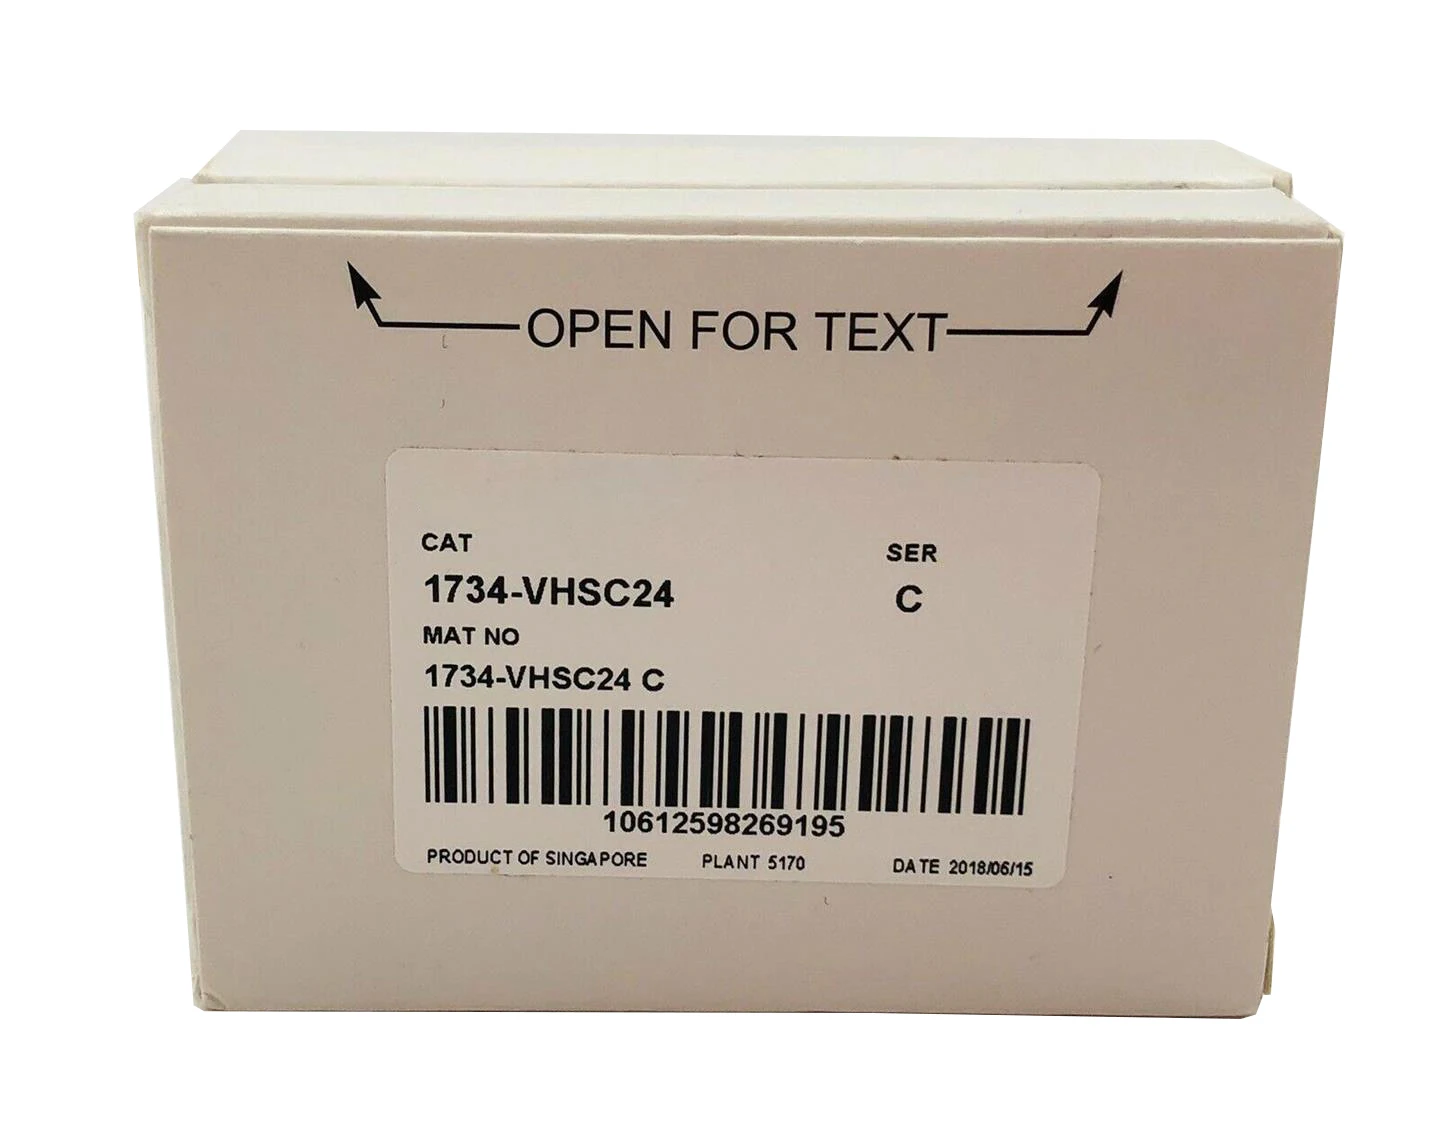 OPEN FOR TEXT
CAT SER
1734-VHSC24 C
MAT NO
1734-VHSC24 C
10612598269195
PRODUCT OF SINGAPORE PLANT 5170 DATE 2018/06/15